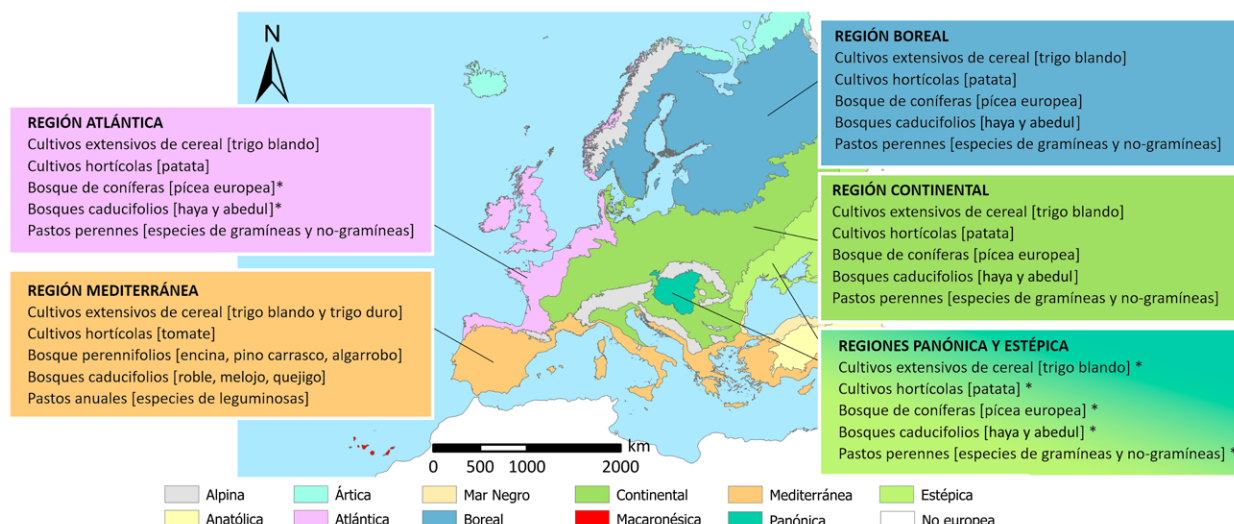 N
REGIÓN ATLÁNTICA
Cultivos extensivos de cereal [trigo blando]
Cultivos hortícolas [patata]
Bosque de coníferas [pícea europea]*
Bosques caducifolios [haya y abedul]*
Pastos perennes [especies de gramíneas y no-gramíneas]
REGIÓN MEDITERRÁNEA
Cultivos extensivos de cereal [trigo blando y trigo duro]
Cultivos hortícolas [tomate]
Bosque perennifolios [encina, pino carrasco, algarrobo]
Bosques caducifolios [roble, melojo, quejigo]
Pastos anuales [especies de leguminosas]
REGIÓN BOREAL
Cultivos extensivos de cereal [trigo blando]
Cultivos hortícolas [patata]
Bosque de coníferas [pícea europea]
Bosques caducifolios [haya y abedul]
Pastos perennes [especies de gramíneas y no-gramíneas]
REGIÓN CONTINENTAL
Cultivos extensivos de cereal [trigo blando]
Cultivos hortícolas [patata]
Bosque de coníferas [pícea europea]
Bosques caducifolios [haya y abedul]
Pastos perennes [especies de gramíneas y no-gramíneas]
REGIONES PANÓNICA Y ESTÉPICA
Cultivos extensivos de cereal [trigo blando] *
Cultivos hortícolas [patata] *
Bosque de coníferas [pícea europea] *
Bosques caducifolios [haya y abedul] *
Pastos perennes [especies de gramíneas y no-gramíneas] *
km
0 500 1000 2000
Alpina Ártica Mar Negro Continental Mediterránea Estépica
Anatólica Atlántica Boreal Macaronésica Panónica No europea